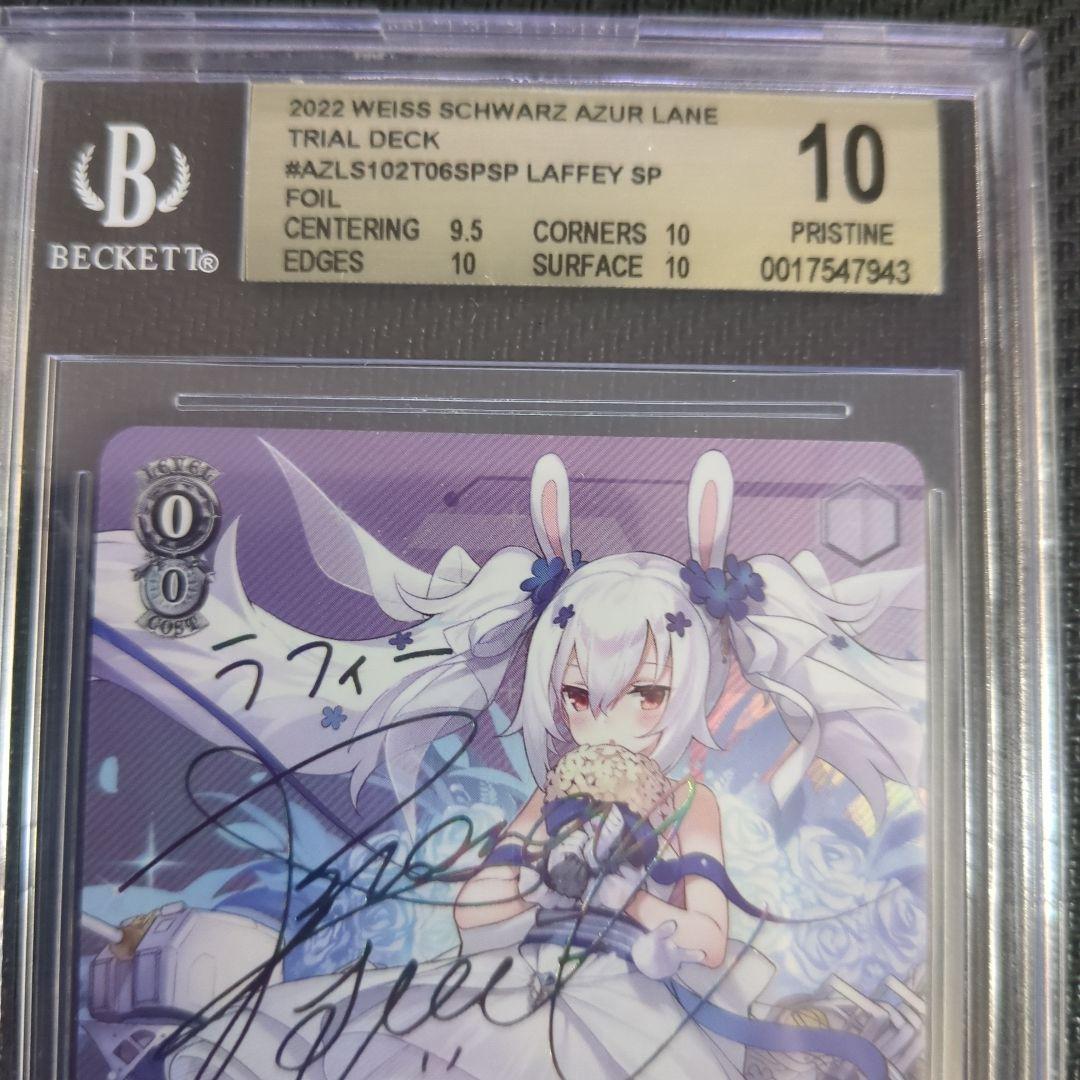 B
BECKETT®
2022 WEISS SCHWARZ AZUR LANE
TRIAL DECK
#AZLS102T06SPSP LAFFEY SP
FOIL
CENTERING 9.5 CORNERS 10
EDGES 10 SURFACE 10
10
PRISTINE
0017547943
LEVEL
0
0
COST
ラフィー